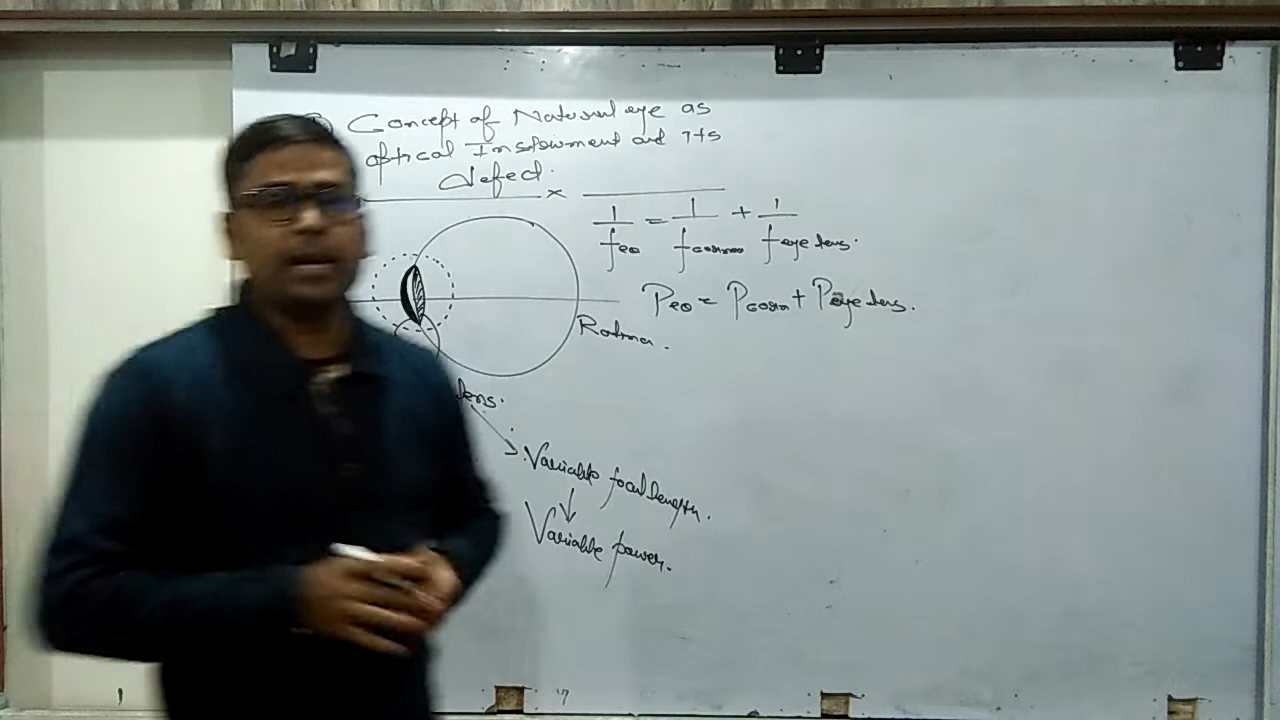 Concept of Natural eye as
optical Instrument and its
defect.
1/feq = 1/fcornea + 1/feye lens.
Peq = Pcorn + Peye lens.
Retina.
lens.
Variable focal length.
Variable power.